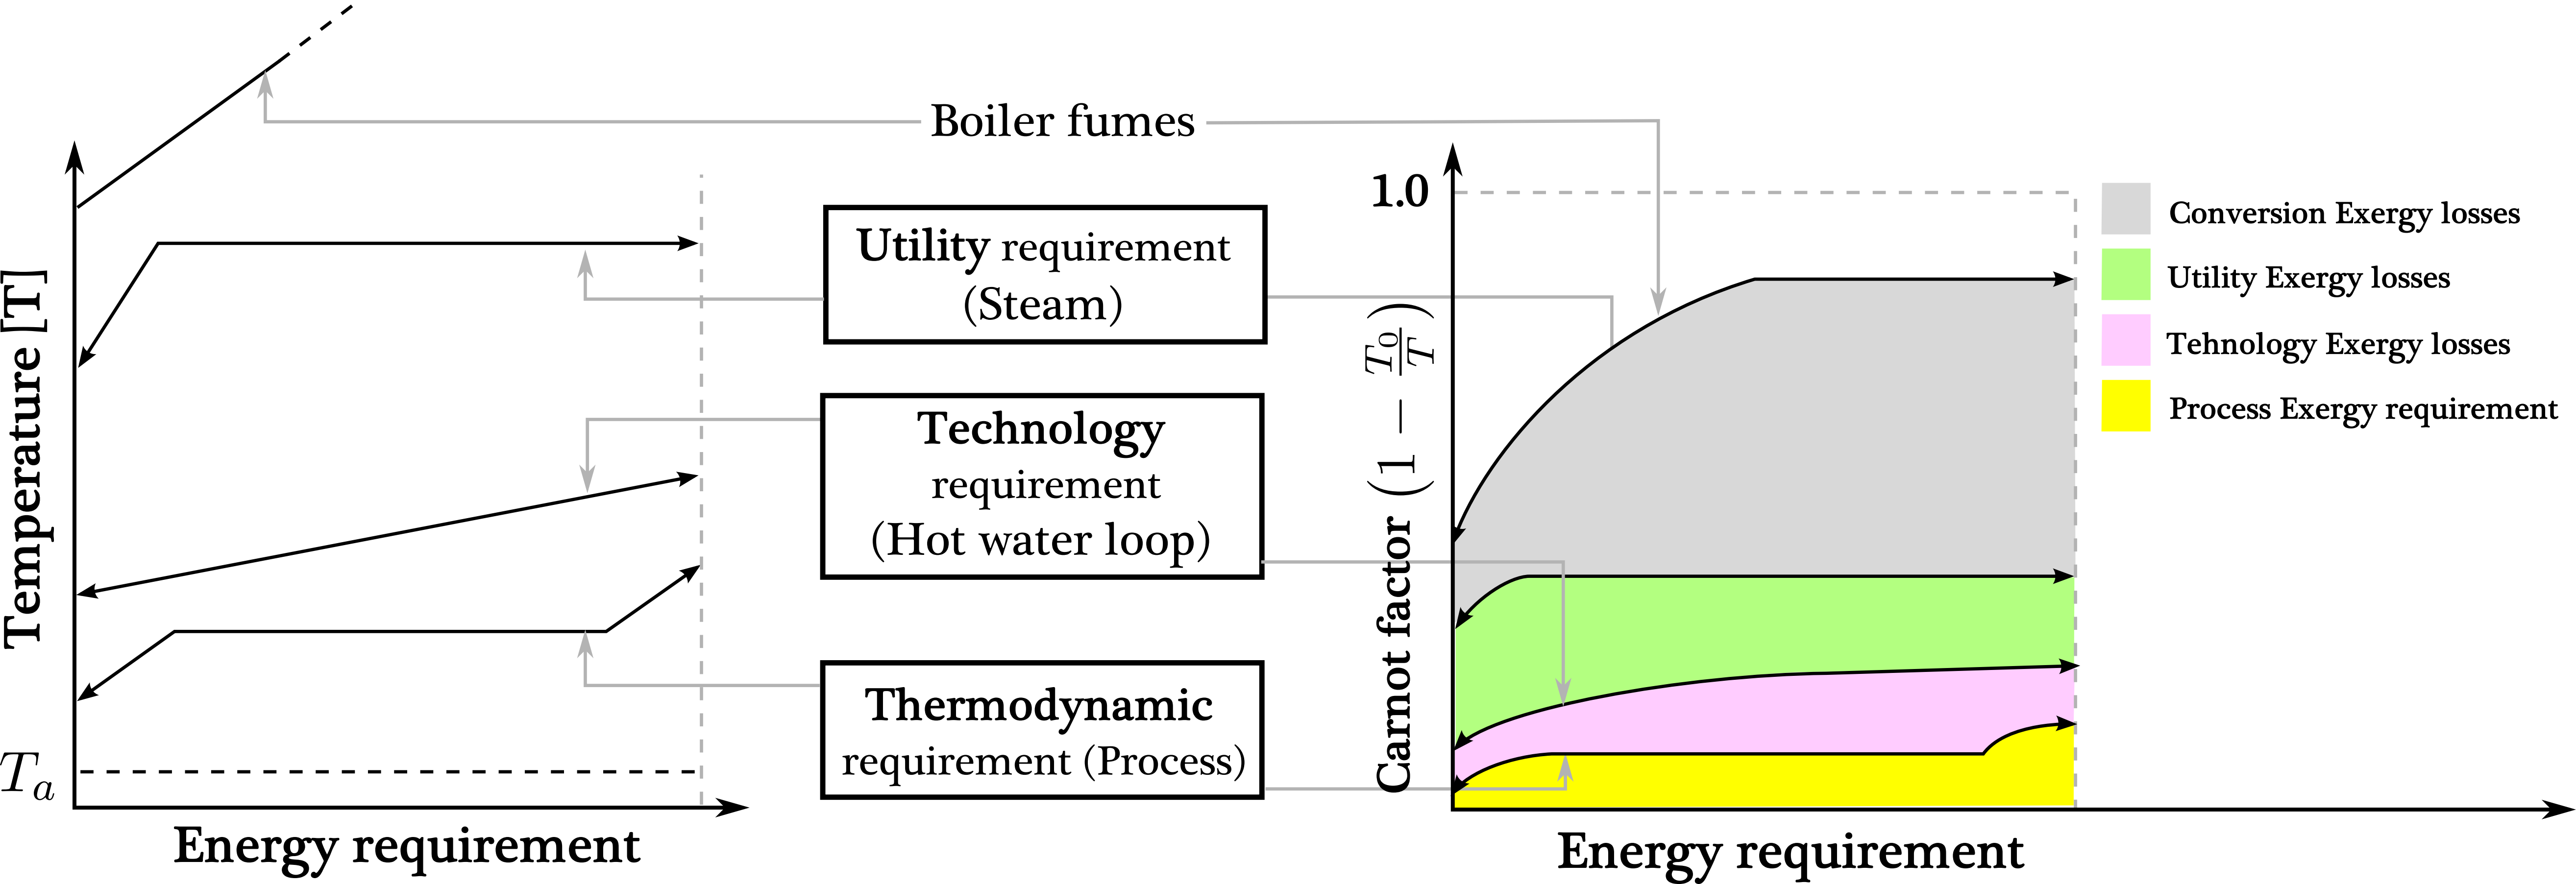 Boiler fumes
Temperature [T]
T_a
Energy requirement
Utility requirement
(Steam)
Technology
requirement
(Hot water loop)
Thermodynamic
requirement (Process)
1.0
Carnot factor (1 − T_0/T)
Energy requirement
Conversion Exergy losses
Utility Exergy losses
Tehnology Exergy losses
Process Exergy requirement